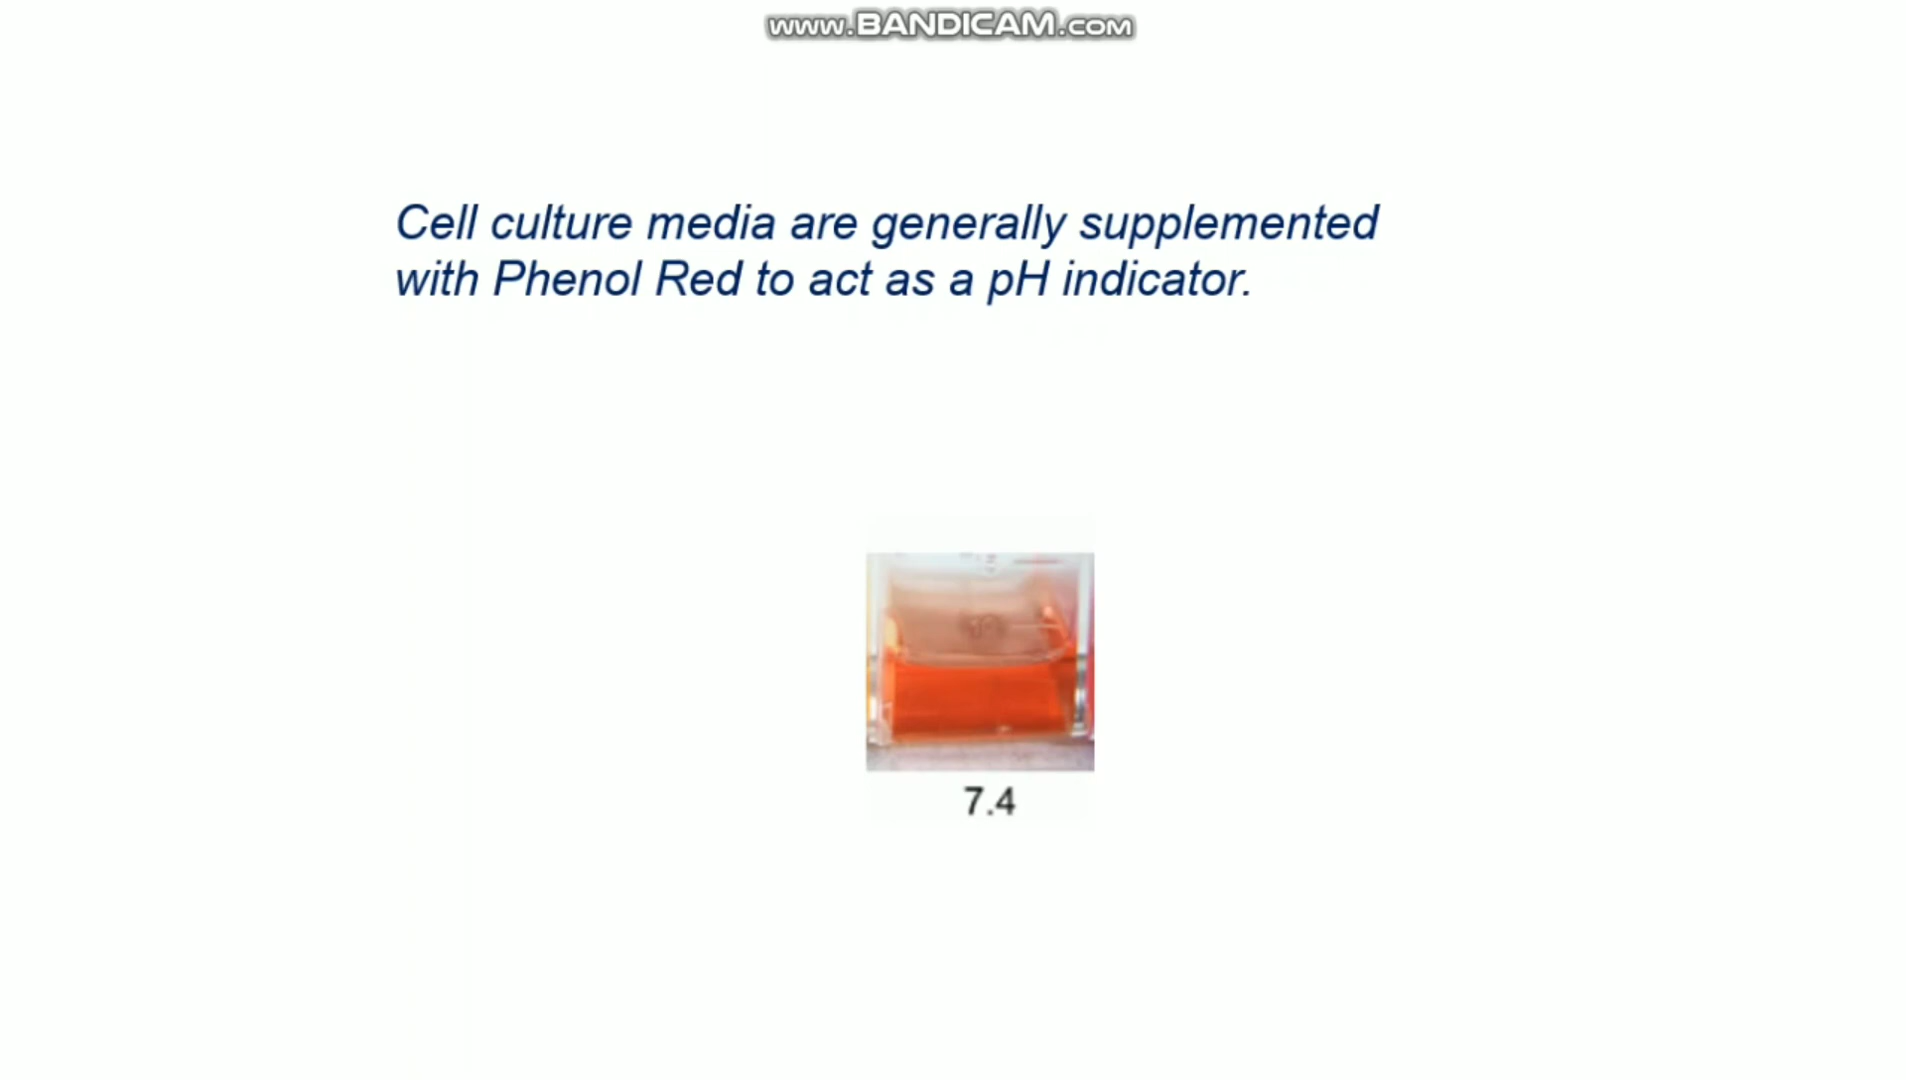 www.BANDICAM.com
Cell culture media are generally supplemented
with Phenol Red to act as a pH indicator.
7.4